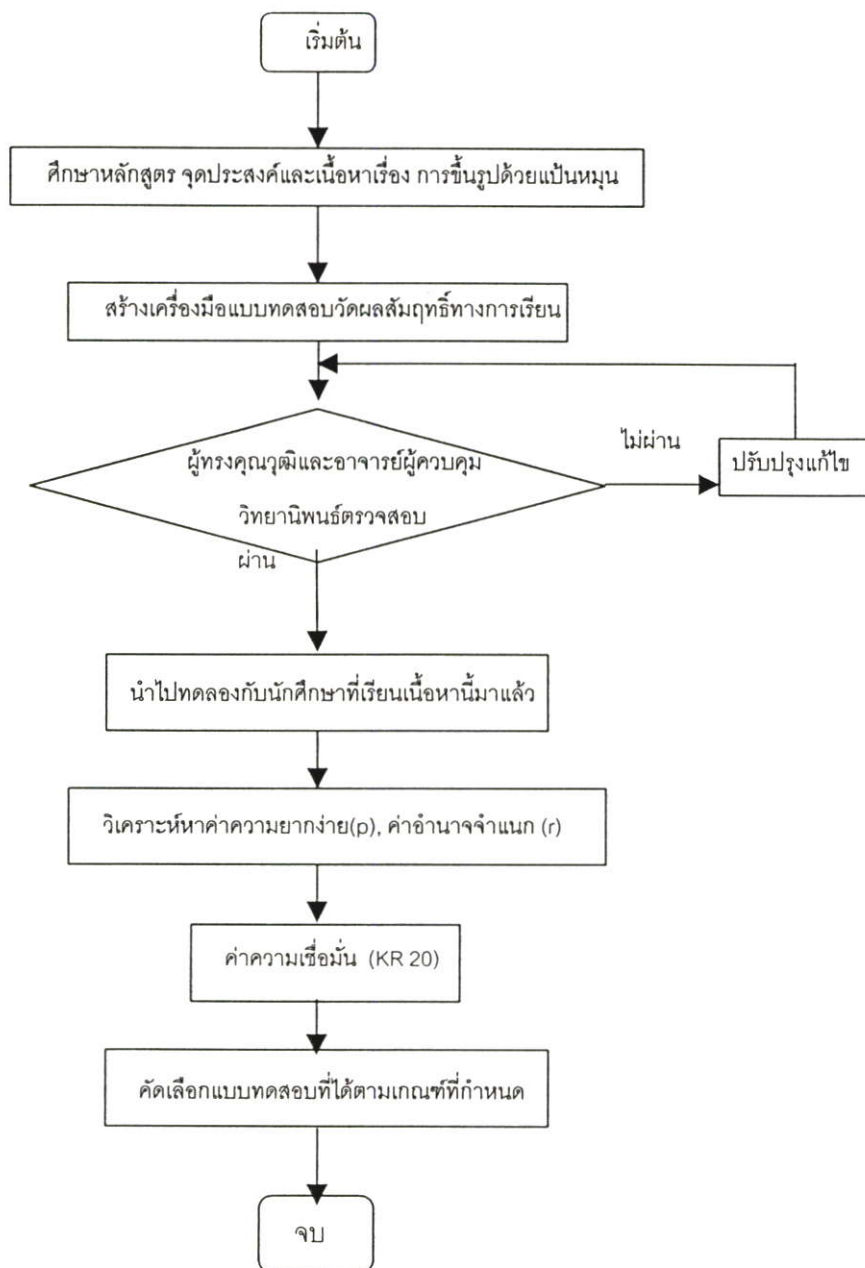 เริ่มต้น
ศึกษาหลักสูตร จุดประสงค์และเนื้อหาเรื่อง การขึ้นรูปด้วยแป้นหมุน
สร้างเครื่องมือแบบทดสอบวัดผลสัมฤทธิ์ทางการเรียน
ผู้ทรงคุณวุฒิและอาจารย์ผู้ควบคุม
วิทยานิพนธ์ตรวจสอบ
ไม่ผ่าน
ปรับปรุงแก้ไข
ผ่าน
นำไปทดลองกับนักศึกษาที่เรียนเนื้อหานี้มาแล้ว
วิเคราะห์หาค่าความยากง่าย(p), ค่าอำนาจจำแนก (r)
ค่าความเชื่อมั่น (KR 20)
คัดเลือกแบบทดสอบที่ได้ตามเกณฑ์ที่กำหนด
จบ